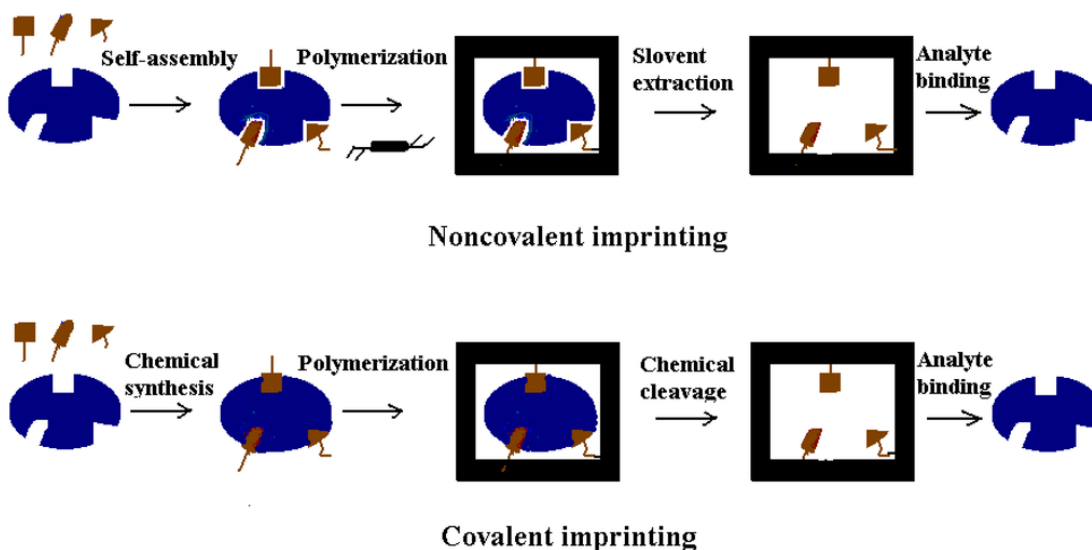 Self-assembly
Polymerization
Slovent
extraction
Analyte
binding
Noncovalent imprinting
Chemical
synthesis
Polymerization
Chemical
cleavage
Analyte
binding
Covalent imprinting